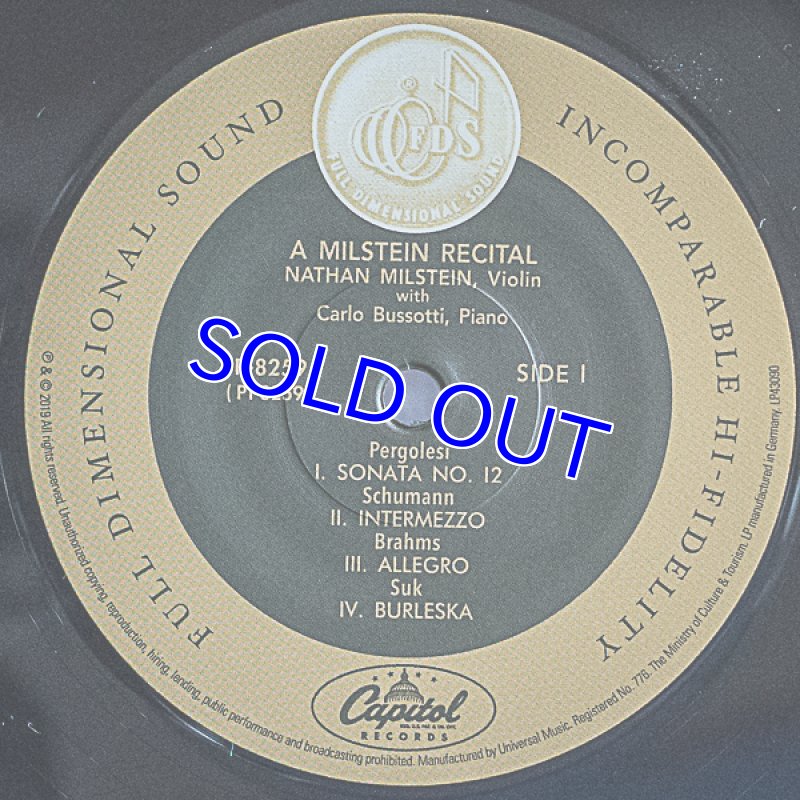 FDS
®
FULL DIMENSIONAL SOUND
FULL DIMENSIONAL SOUND
INCOMPARABLE HI-FIDELITY
A MILSTEIN RECITAL
NATHAN MILSTEIN, Violin
with
Carlo Bussotti, Piano
SIDE 1
SOLD OUT
Pergolesi
I. SONATA NO. 12
Schumann
II. INTERMEZZO
Brahms
III. ALLEGRO
Suk
IV. BURLESKA
Capitol
RECORDS
℗ & © 2019 All rights reserved. Unauthorized copying, reproduction, hiring, lending, public performance and broadcasting prohibited. Manufactured by Universal Music. Registered No. 778. The Ministry of Culture & Tourism. LP manufactured in Germany. LP43090